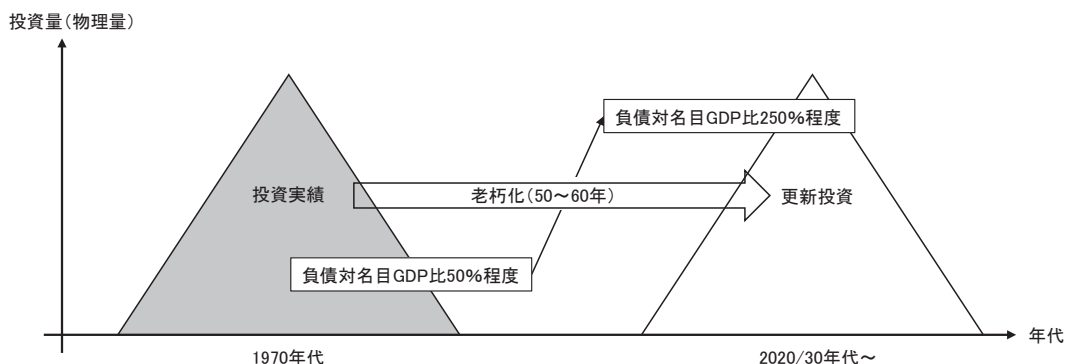 投資量（物理量）
負債対名目GDP比250％程度
投資実績
老朽化（50～60年）
更新投資
負債対名目GDP比50％程度
年代
1970年代
2020/30年代～